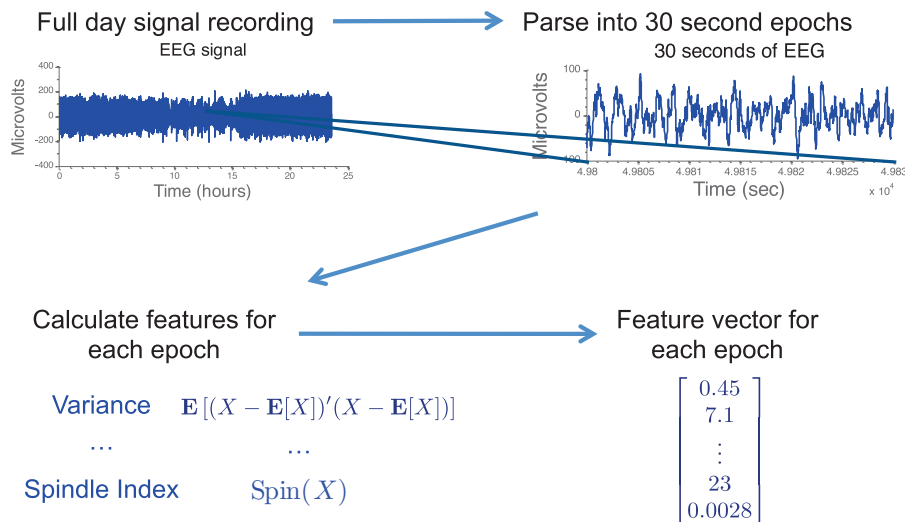 Full day signal recording
Parse into 30 second epochs
EEG signal
30 seconds of EEG
Microvolts
400
200
0
-200
-400
0 5 10 15 20 25
Time (hours)
Microvolts
100
0
4.98 4.9805 4.981 4.9815 4.982 4.9825 4.983
Time (sec)
x 10⁴
Calculate features for
each epoch
Feature vector for
each epoch
Variance E [(X − E[X])′(X − E[X])]
... ...
Spindle Index Spin(X)
0.45
7.1
⋮
23
0.0028